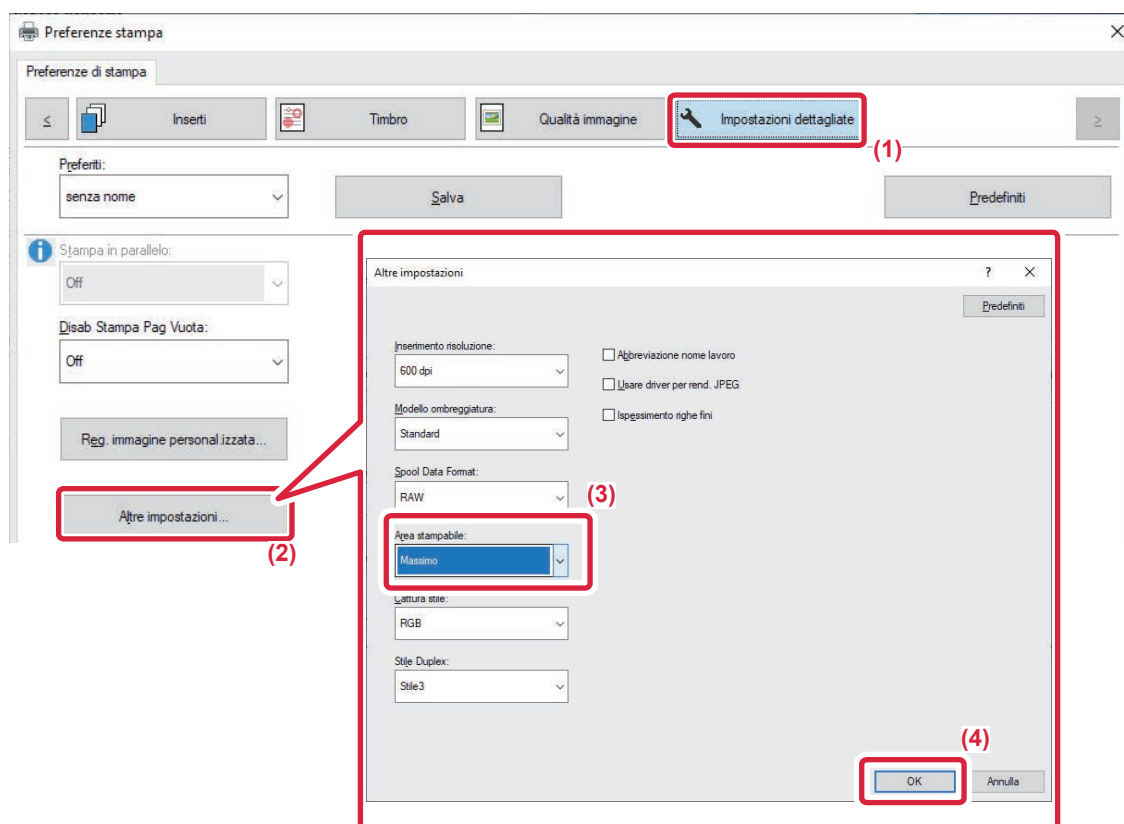 Preferenze stampa
Preferenze di stampa
≤ Inserti Timbro Qualità immagine Impostazioni dettagliate ≥
(1)
Preferiti:
senza nome Salva Predefiniti
Stampa in parallelo:
Off
Disab Stampa Pag Vuota:
Off
Reg. immagine personal.izzata...
Altre impostazioni...
(2)
Altre impostazioni ?
Predefiniti
Inserimento risoluzione:
600 dpi
Abbreviazione nome lavoro
Usare driver per rend. JPEG
Modello ombreggiatura:
Ispessimento righe fini
Standard
Spool Data Format:
RAW
(3)
Area stampabile:
Massimo
Cattura stile:
RGB
Stile Duplex:
Stile3
(4)
OK Annulla